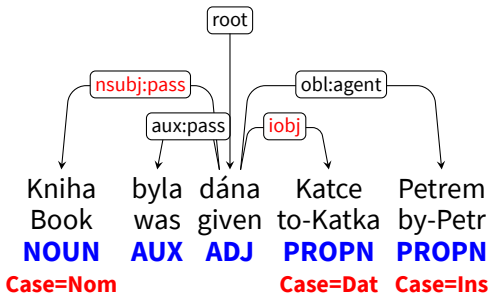 root
nsubj:pass obl:agent
aux:pass iobj
Kniha byla dána Katce Petrem
Book was given to-Katka by-Petr
NOUN AUX ADJ PROPN PROPN
Case=Nom Case=Dat Case=Ins